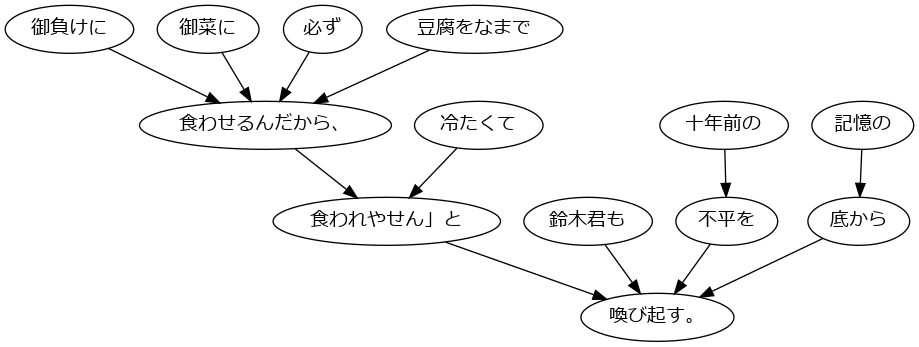 御負けに 御菜に 必ず 豆腐をなまで
食わせるんだから、 冷たくて 十年前の 記憶の
食われやせん」と 鈴木君も 不平を 底から
喚び起す。